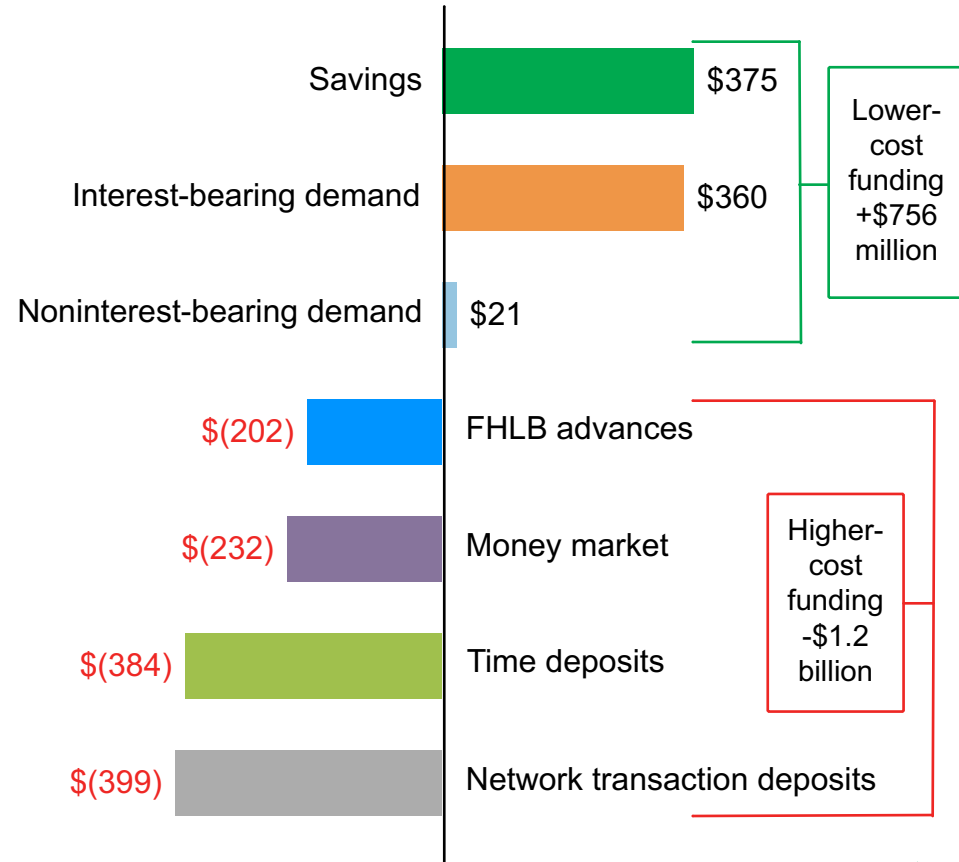 Savings
$375
Interest-bearing demand
$360
Noninterest-bearing demand
$21
Lower-
cost
funding
+$756
million
$(202)
FHLB advances
$(232)
Money market
$(384)
Time deposits
$(399)
Network transaction deposits
Higher-
cost
funding
-$1.2
billion